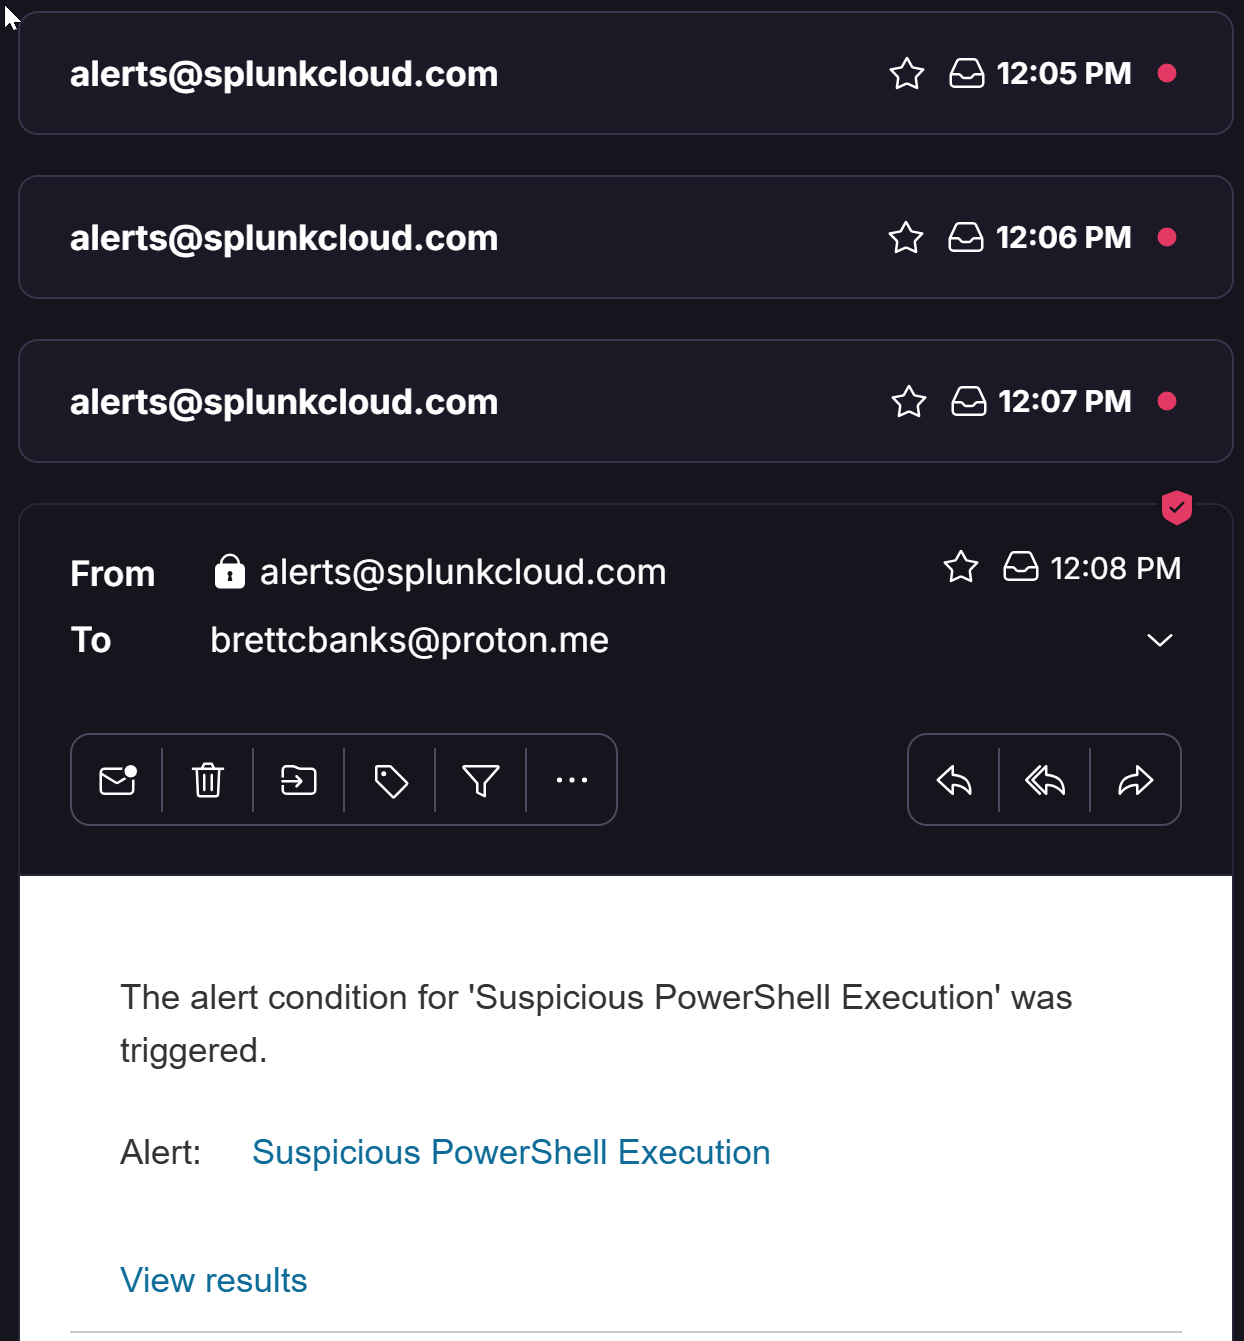 alerts@splunkcloud.com 12:05 PM
alerts@splunkcloud.com 12:06 PM
alerts@splunkcloud.com 12:07 PM
From alerts@splunkcloud.com 12:08 PM
To brettcbanks@proton.me
The alert condition for 'Suspicious PowerShell Execution' was
triggered.
Alert: Suspicious PowerShell Execution
View results